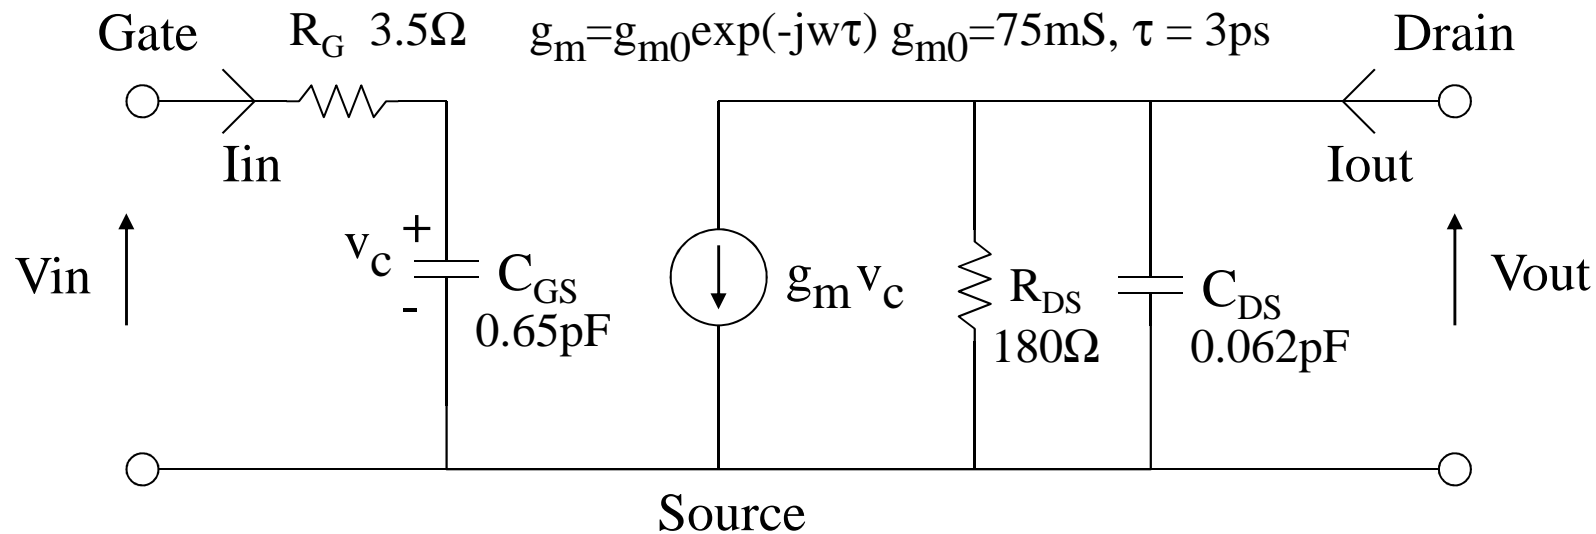 Gate R_G 3.5Ω g_m=g_m0exp(-jwτ) g_m0=75mS, τ = 3ps Drain
Iin Iout
Vin v_c + - C_GS 0.65pF
g_m v_c
R_DS 180Ω
C_DS 0.062pF
Vout
Source